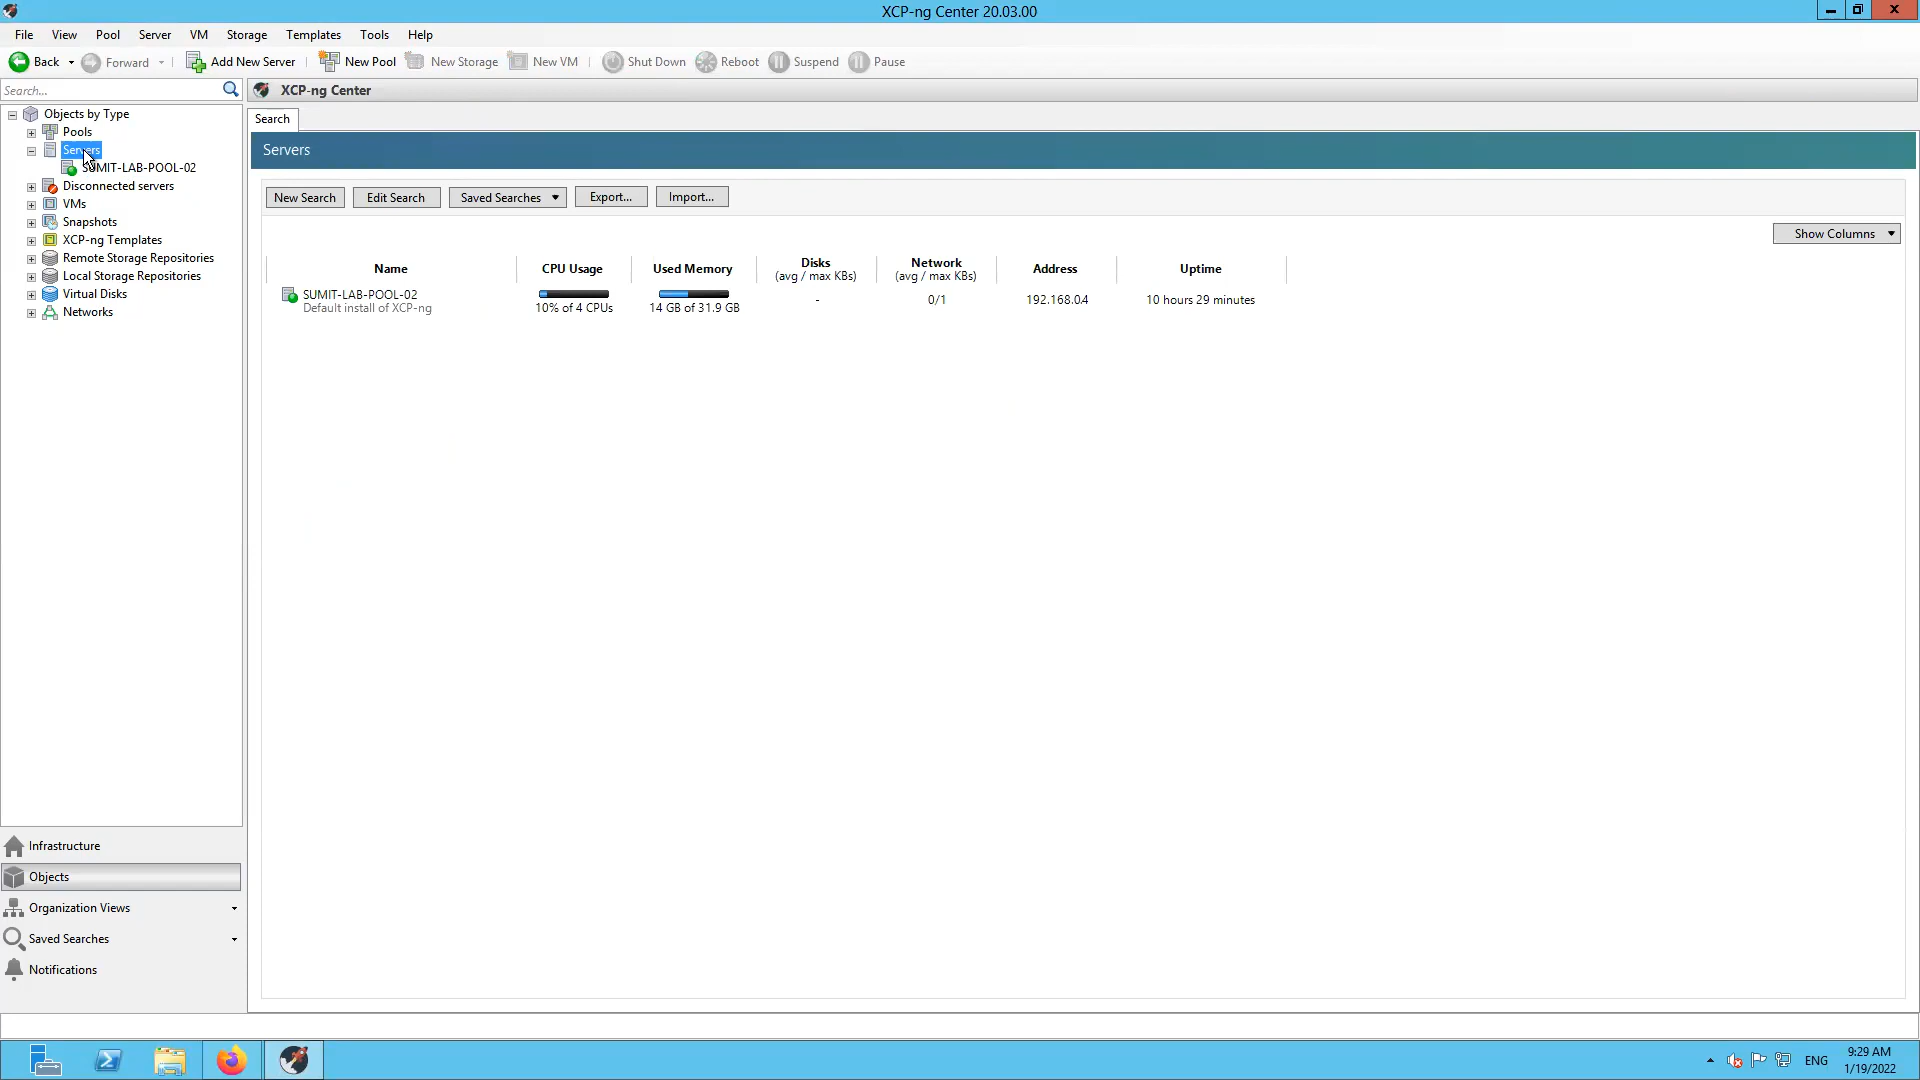 XCP-ng Center 20.03.00
File View Pool Server VM Storage Templates Tools Help
Back Forward Add New Server New Pool New Storage New VM Shut Down Reboot Suspend Pause
Search...
XCP-ng Center
Objects by Type
Pools
Servers
SUMIT-LAB-POOL-02
Disconnected servers
VMs
Snapshots
XCP-ng Templates
Remote Storage Repositories
Local Storage Repositories
Virtual Disks
Networks
Search
Servers
New Search Edit Search Saved Searches Export... Import...
Show Columns
Name CPU Usage Used Memory Disks Network Address Uptime
(avg / max KBs) (avg / max KBs)
SUMIT-LAB-POOL-02 - 0/1 192.168.0.4 10 hours 29 minutes
Default install of XCP-ng 10% of 4 CPUs 14 GB of 31.9 GB
Infrastructure
Objects
Organization Views
Saved Searches
Notifications
ENG
9:29 AM
1/19/2022